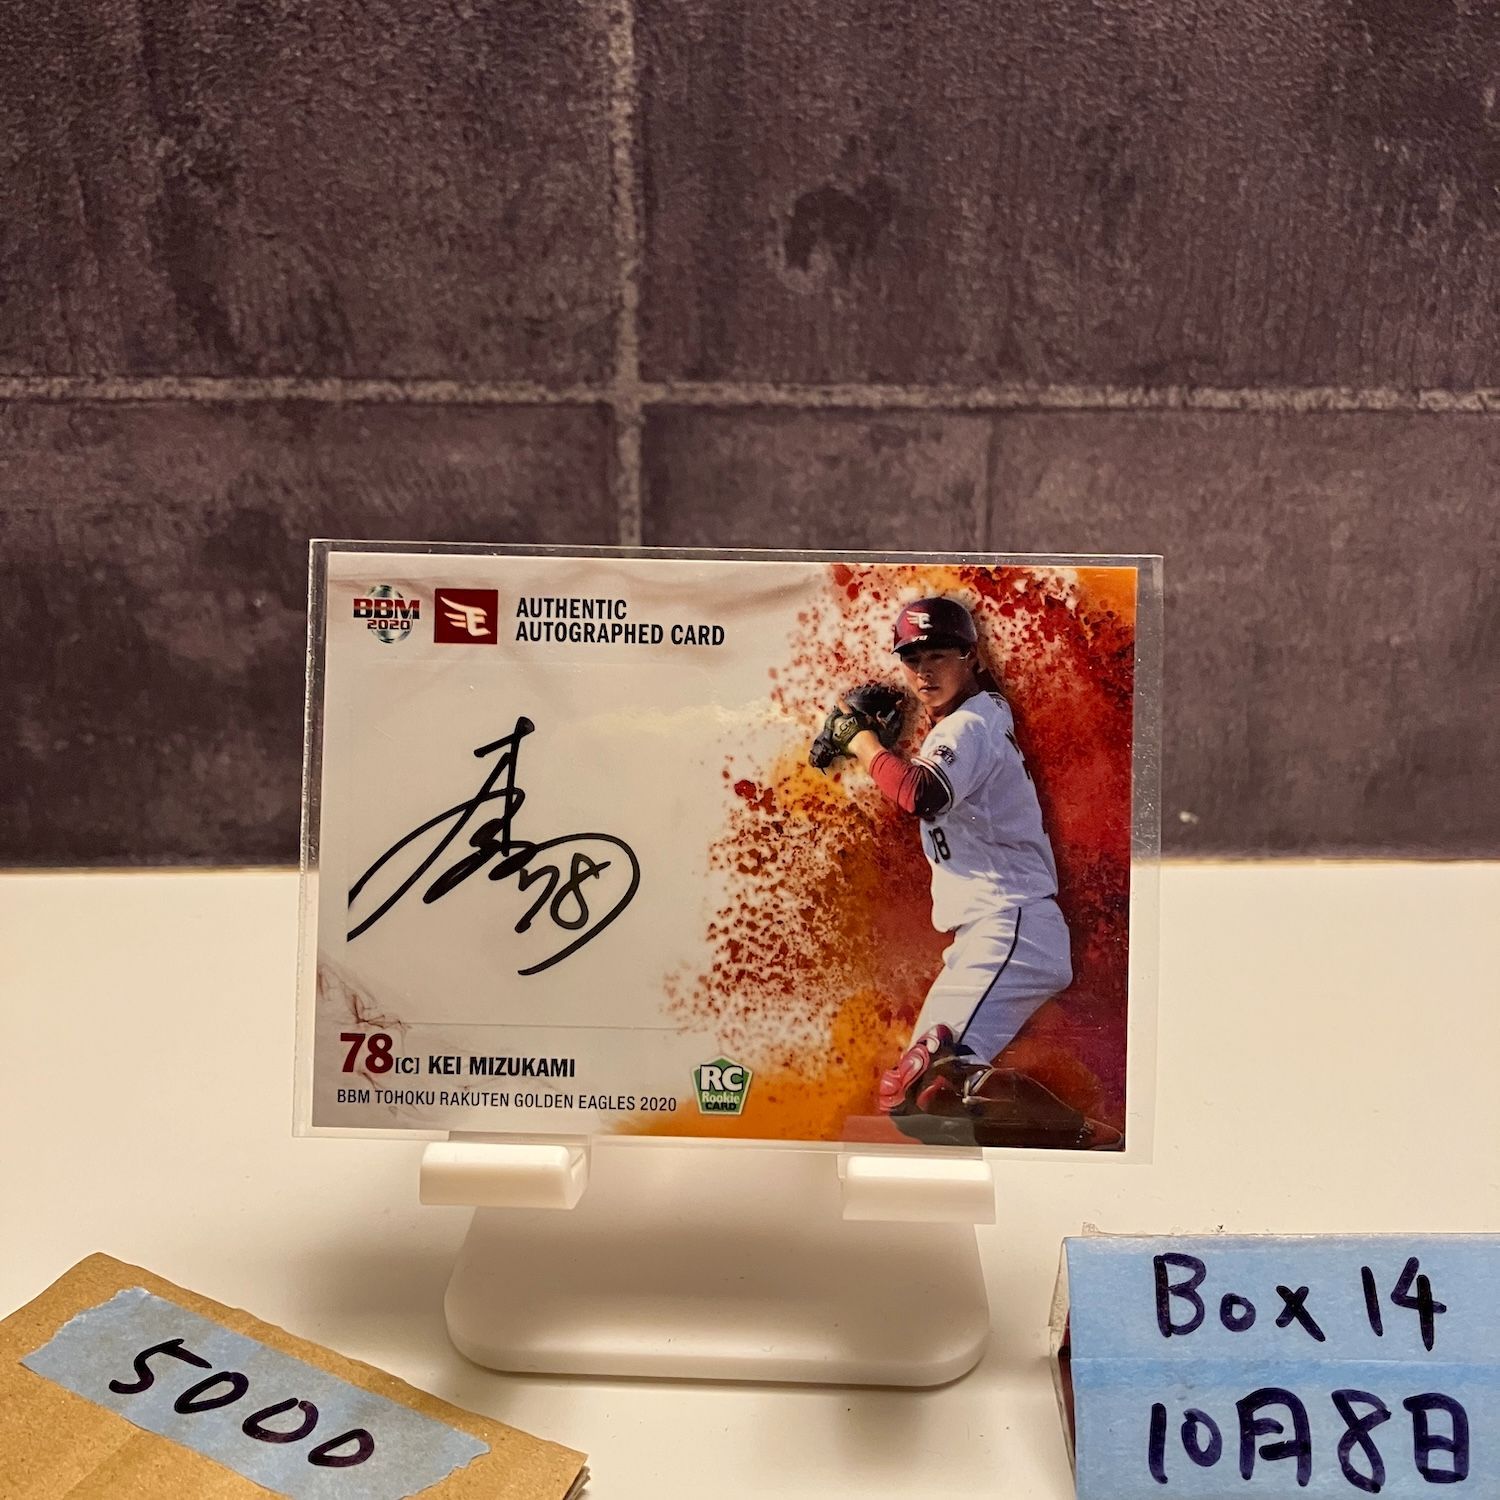 BBM
2020
AUTHENTIC
AUTOGRAPHED CARD
78
78[C] KEI MIZUKAMI
BBM TOHOKU RAKUTEN GOLDEN EAGLES 2020
RC
Rookie
CARD
5000
Box 14
10月8日